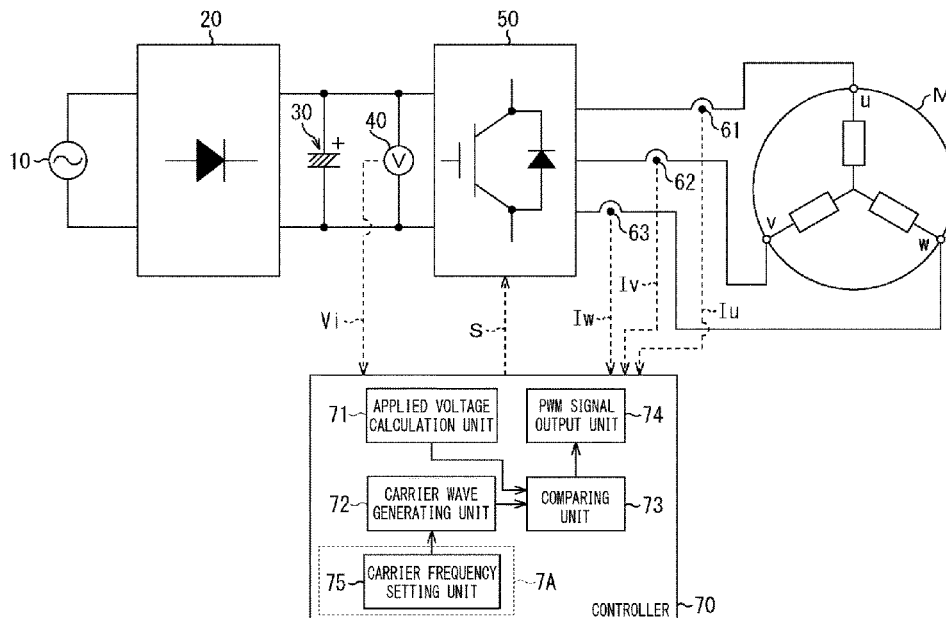 20
50
10
30
+
40
V
61
62
63
M
u
v
w
Vi
S
Iw
Iv
Iu
71
APPLIED VOLTAGE
CALCULATION UNIT
PWM SIGNAL
OUTPUT UNIT
74
72
CARRIER WAVE
GENERATING UNIT
COMPARING
UNIT
73
75
CARRIER FREQUENCY
SETTING UNIT
7A
CONTROLLER
70